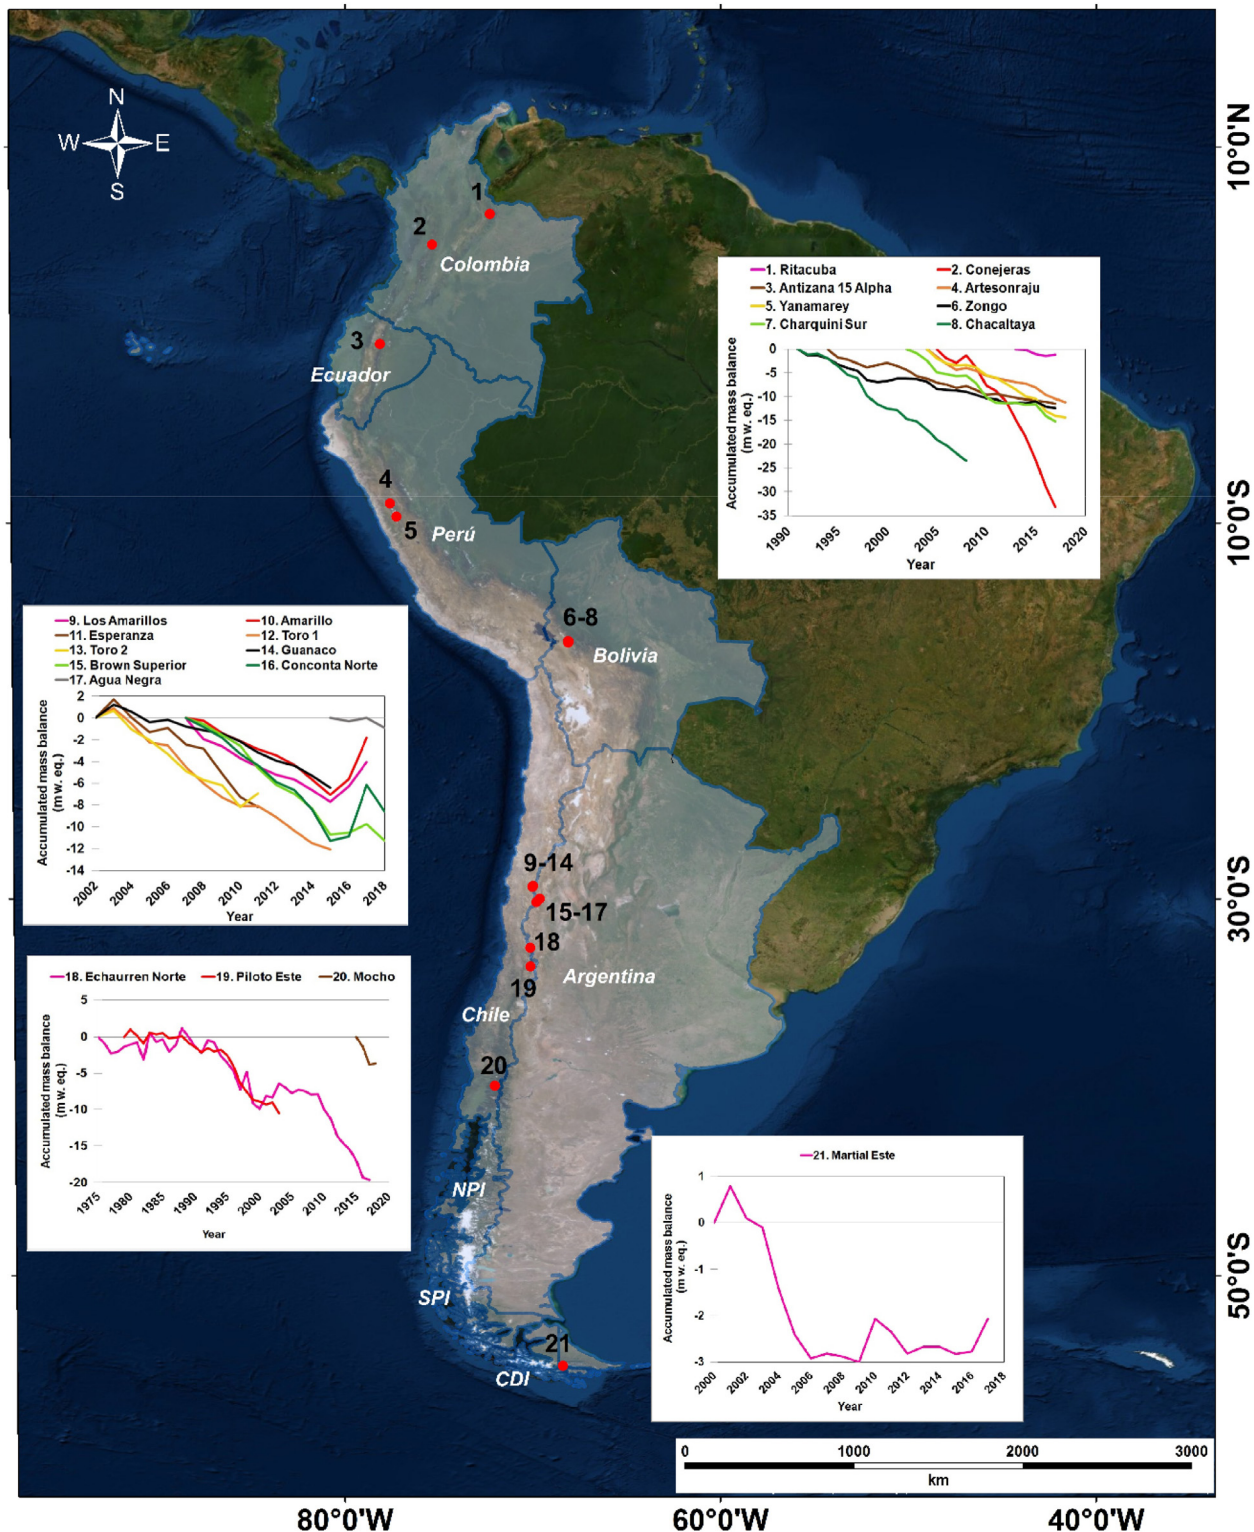 N
W E
S
10°0'N
1
2
Colombia
1. Ritacuba 2. Conejeras
3. Antizana 15 Alpha 4. Artesonraju
5. Yanamarey 6. Zongo
7. Charquini Sur 8. Chacaltaya
0
-5
-10
-15
-20
-25
-30
-35
Accumulated mass balance
(m w. eq.)
1990 1995 2000 2005 2010 2015 2020
Year
3
Ecuador
4
5
Perú
10°0'S
6-8
Bolivia
9. Los Amarillos 10. Amarillo
11. Esperanza 12. Toro 1
13. Toro 2 14. Guanaco
15. Brown Superior 16. Conconta Norte
17. Agua Negra
2
0
-2
-4
-6
-8
-10
-12
-14
Accumulated mass balance
(m w. eq.)
2002 2004 2006 2008 2010 2012 2014 2016 2018
Year
9-14
15-17
30°0'S
18
Argentina
19
Chile
18. Echaurren Norte 19. Piloto Este 20. Mocho
5
0
-5
-10
-15
-20
Accumulated mass balance
(m w. eq.)
1975 1980 1985 1990 1995 2000 2005 2010 2015 2020
Year
20
NPI
SPI
21
CDI
21. Martial Este
1
0
-1
-2
-3
Accumulated mass balance
(m w. eq.)
2000 2002 2004 2006 2008 2010 2012 2014 2016 2018
Year
50°0'S
0 1000 2000 3000
km
80°0'W 60°0'W 40°0'W